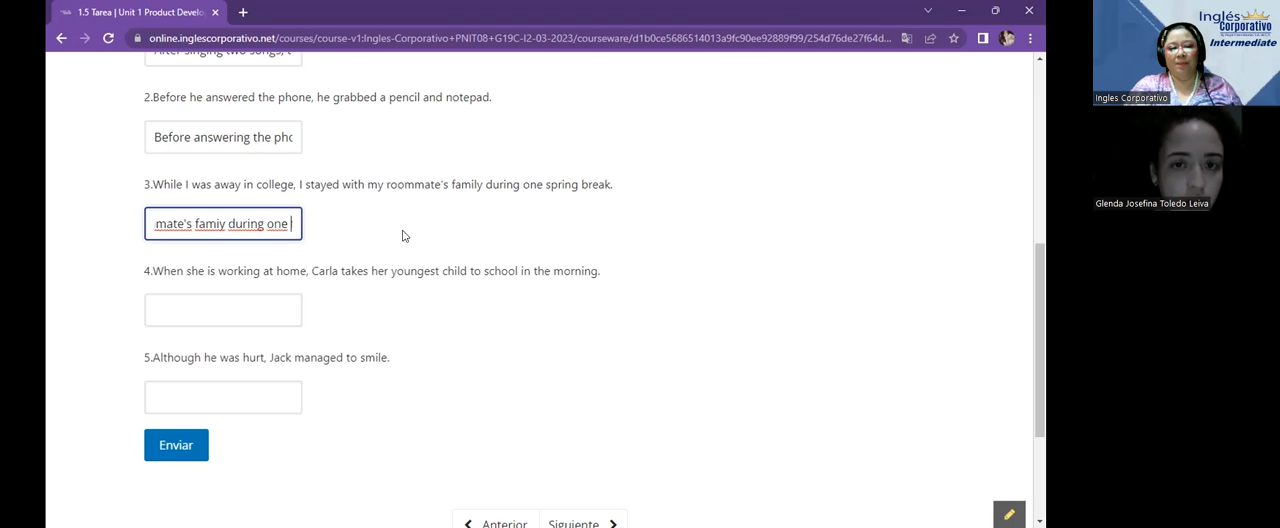 1.5 Tarea | Unit 1 Product Develo
online.inglescorporativo.net/courses/course-v1:Ingles-Corporativo+PNIT08+G19C-I2-03-2023/courseware/d1b0ce5686514013a9fc90ee92889f99/254d76de27f64d...
After singing two songs, t
2.Before he answered the phone, he grabbed a pencil and notepad.
Before answering the pho
3.While I was away in college, I stayed with my roommate's family during one spring break.
mate's famiy during one
4.When she is working at home, Carla takes her youngest child to school in the morning.
5.Although he was hurt, Jack managed to smile.
Enviar
Anterior
Siguiente
Inglés
Corporativo
Intermediate
Ingles Corporativo
Glenda Josefina Toledo Leiva